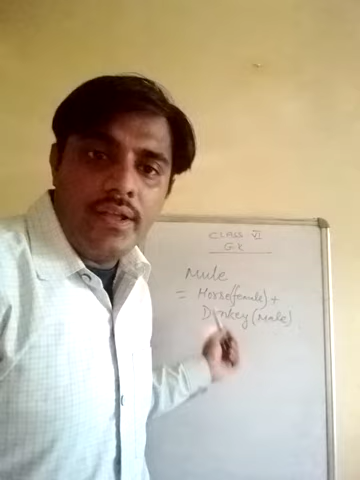 CLASS VI
G.K
Mule
= Horse(female) +
Donkey (Male)